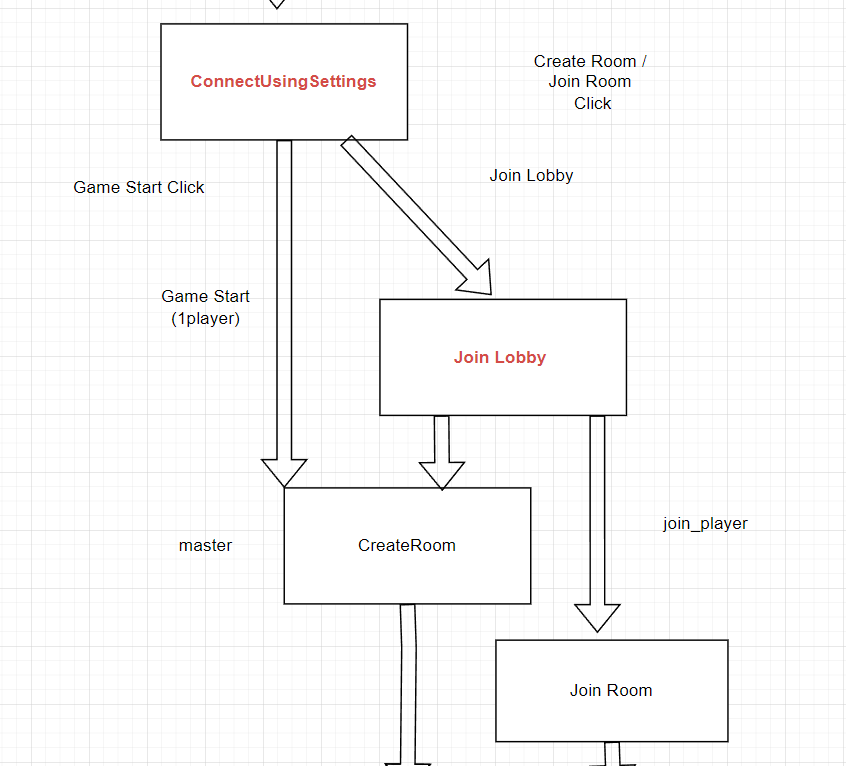 ConnectUsingSettings
Create Room /
Join Room
Click
Game Start Click
Join Lobby
Game Start
(1player)
Join Lobby
master
CreateRoom
join_player
Join Room